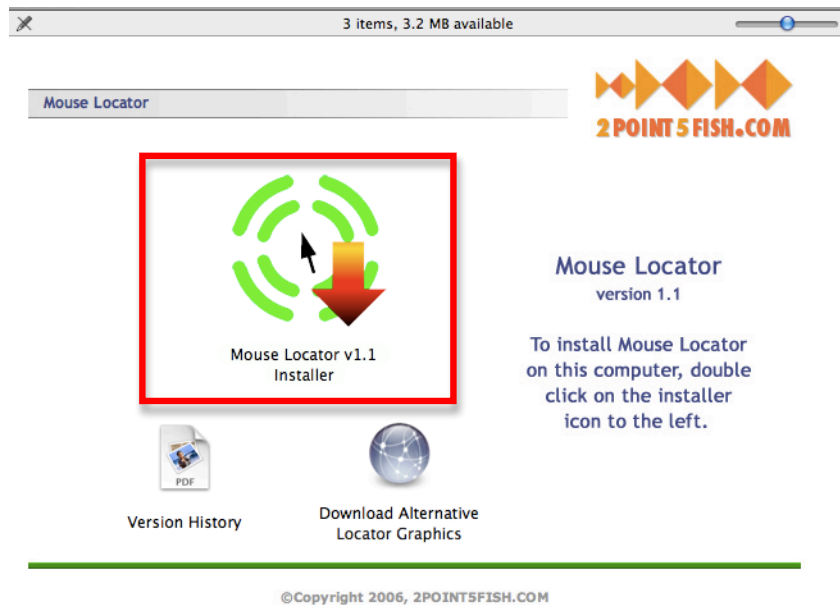 3 items, 3.2 MB available
Mouse Locator
2POINT5FISH.COM
Mouse Locator v1.1
Installer
Mouse Locator
version 1.1
To install Mouse Locator
on this computer, double
click on the installer
icon to the left.
PDF
Version History
Download Alternative
Locator Graphics
©Copyright 2006, 2POINT5FISH.COM